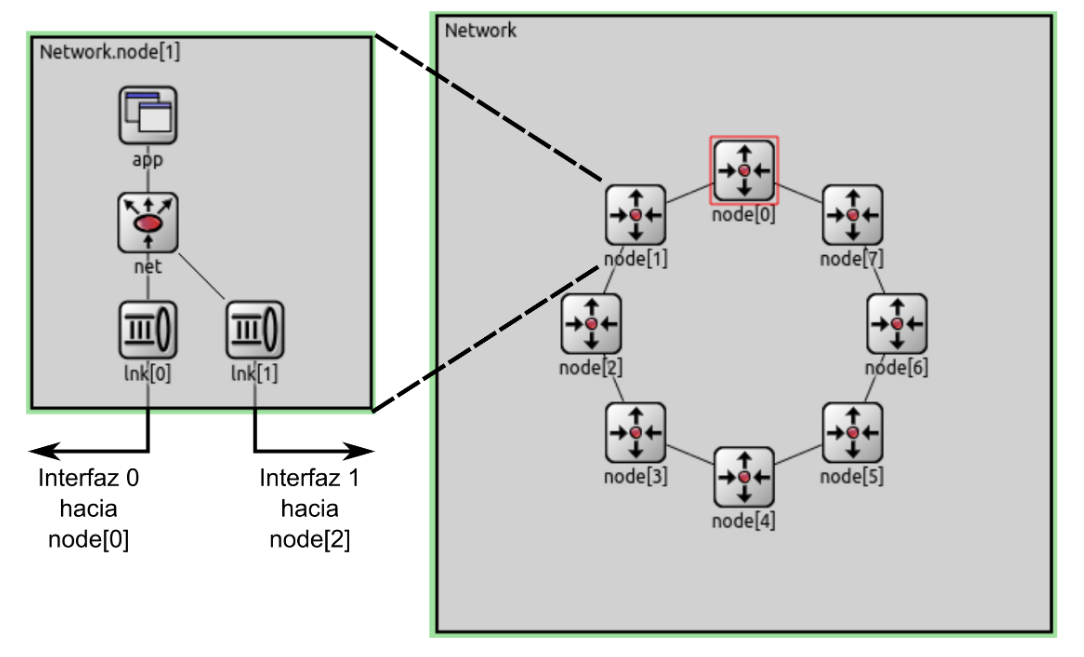 Network.node[1]
app
net
lnk[0]
lnk[1]
Interfaz 0
hacia
node[0]
Interfaz 1
hacia
node[2]
Network
node[0]
node[1]
node[7]
node[2]
node[6]
node[3]
node[5]
node[4]